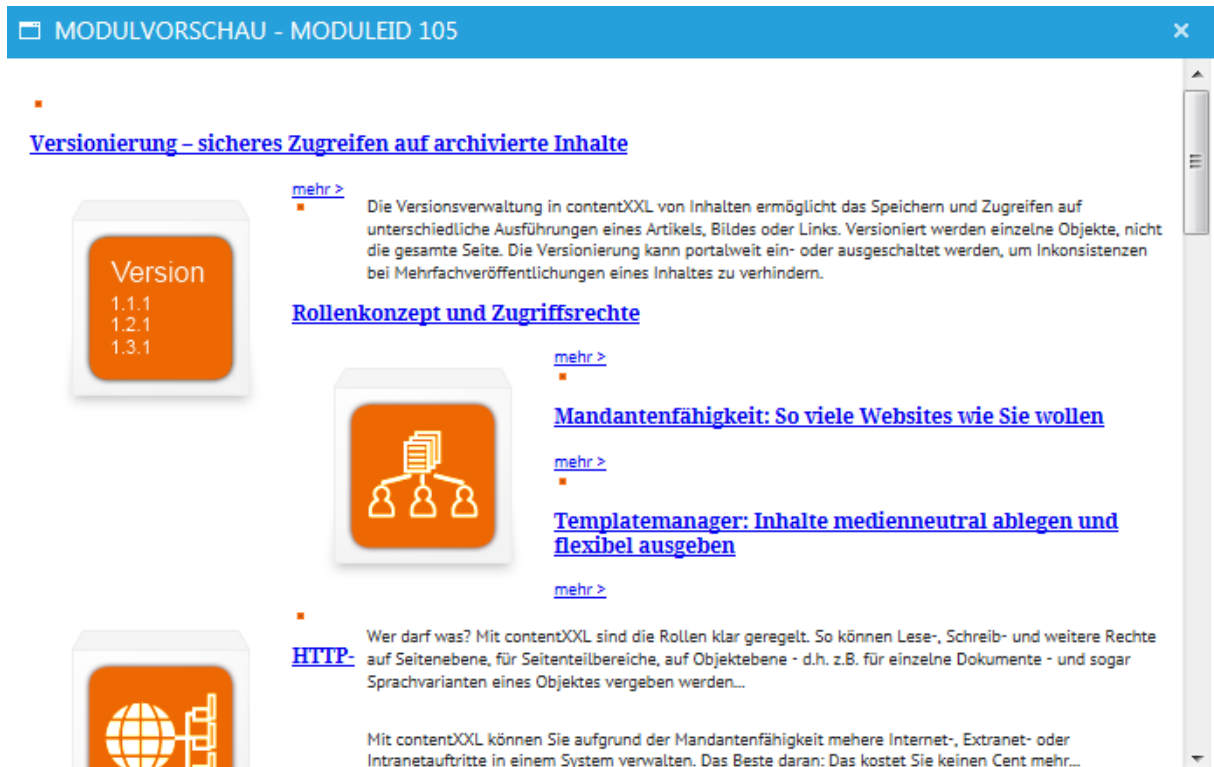 MODULVORSCHAU - MODULEID 105
Versionierung – sicheres Zugreifen auf archivierte Inhalte
mehr >
Die Versionsverwaltung in contentXXL von Inhalten ermöglicht das Speichern und Zugreifen auf
unterschiedliche Ausführungen eines Artikels, Bildes oder Links. Versioniert werden einzelne Objekte, nicht
die gesamte Seite. Die Versionierung kann portalweit ein- oder ausgeschaltet werden, um Inkonsistenzen
bei Mehrfachveröffentlichungen eines Inhaltes zu verhindern.
Version
1.1.1
1.2.1
1.3.1
Rollenkonzept und Zugriffsrechte
mehr >
Mandantenfähigkeit: So viele Websites wie Sie wollen
mehr >
Templatemanager: Inhalte medienneutral ablegen und
flexibel ausgeben
mehr >
HTTP-
Wer darf was? Mit contentXXL sind die Rollen klar geregelt. So können Lese-, Schreib- und weitere Rechte
auf Seitenebene, für Seitenteilbereiche, auf Objektebene - d.h. z.B. für einzelne Dokumente - und sogar
Sprachvarianten eines Objektes vergeben werden...
Mit contentXXL können Sie aufgrund der Mandantenfähigkeit mehere Internet-, Extranet- oder
Intranetauftritte in einem System verwalten. Das Beste daran: Das kostet Sie keinen Cent mehr...